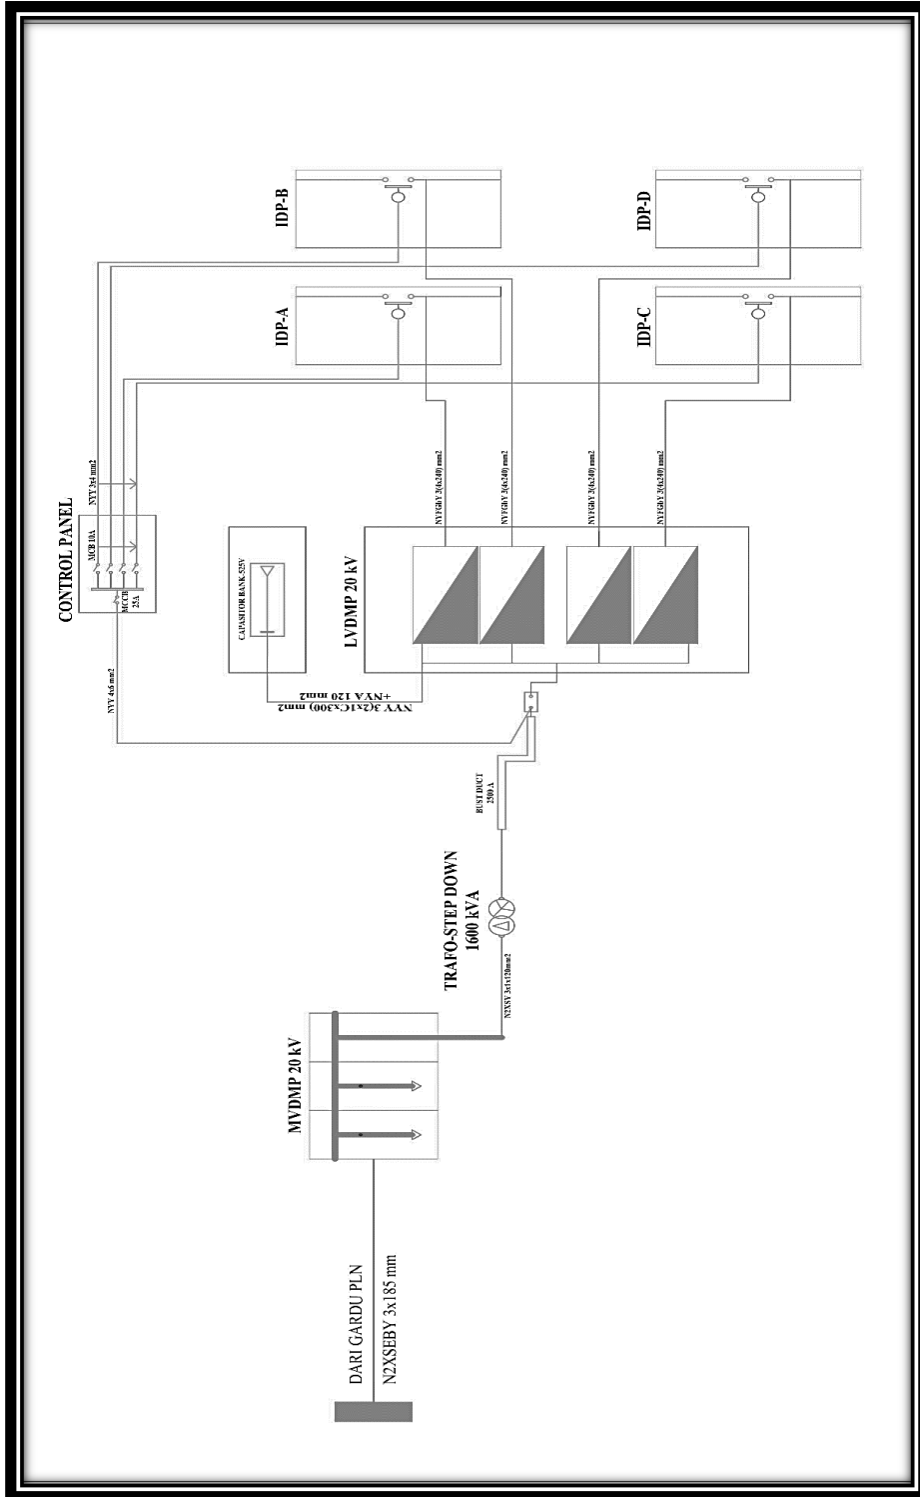 IDP-B
IDP-D
IDP-A
IDP-C
CONTROL PANEL
NYY 3x4 mm2
MCB 10A
MCCB
25A
NYY 4x6 mm2
CAPASITOR BANK-525V
NYY 3(2x1Cx300) mm2
+NYA 120 mm2
LVDMP 20 kV
NYFGbY 3(4x240) mm2
NYFGbY 3(4x240) mm2
NYFGbY 3(4x240) mm2
NYFGbY 3(4x240) mm2
BUST DUCT
2500 A
TRAFO-STEP DOWN
1600 kVA
N2XSY 3x1x120mm2
MVDMP 20 kV
DARI GARDU PLN
N2XSEBY 3x185 mm